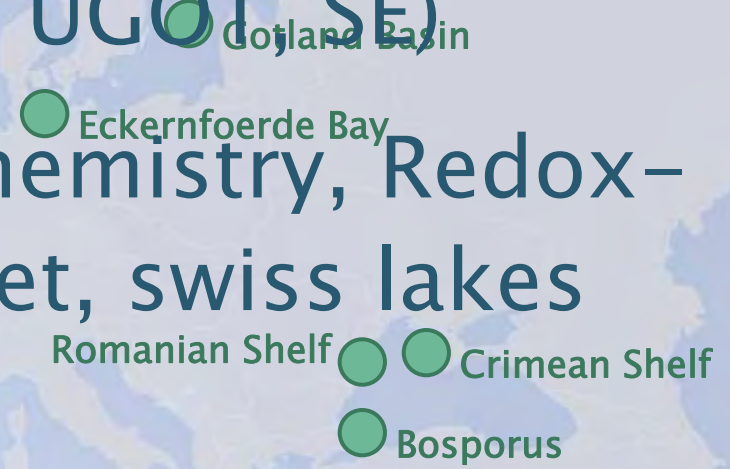 UGOT, SE)
Gotland Basin
Eckernfoerde Bay
hemistry, Redox-
et, swiss lakes
Romanian Shelf
Crimean Shelf
Bosporus